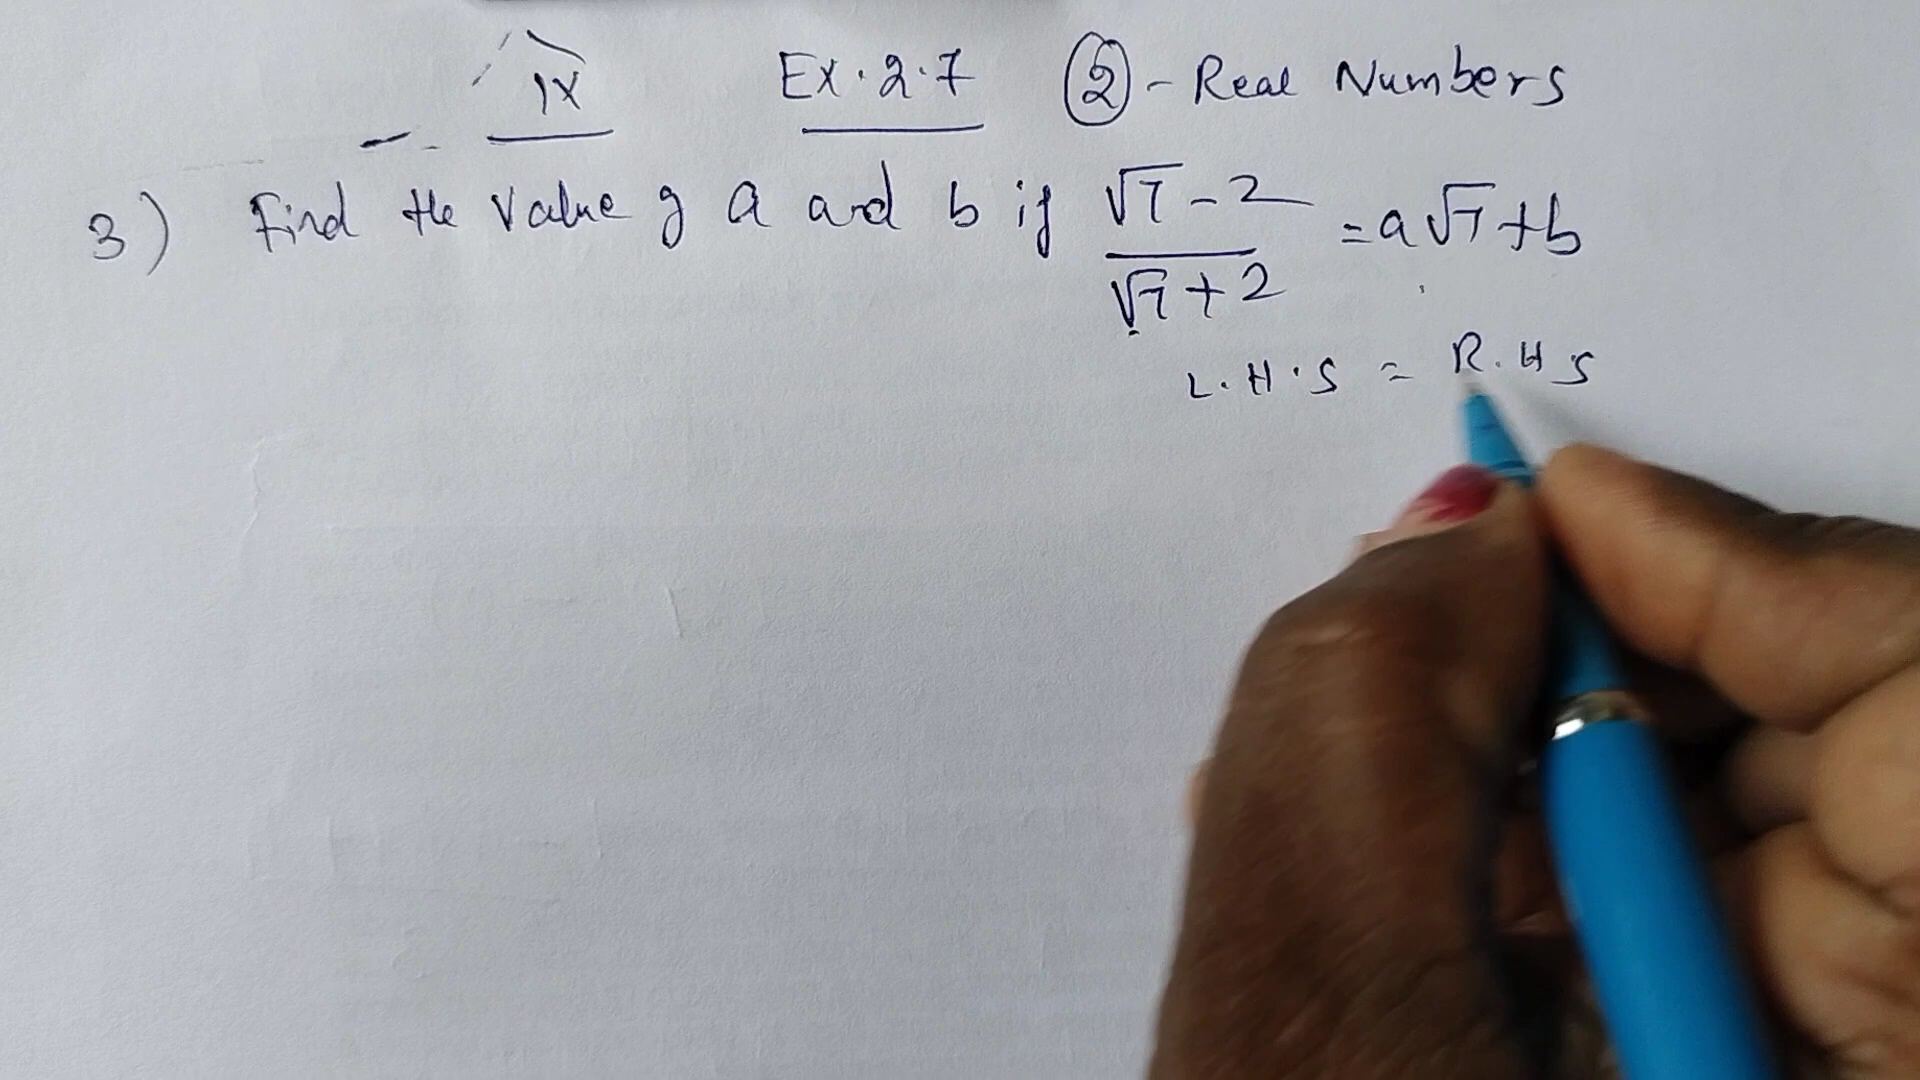 IX Ex. 2.7 ② - Real Numbers
3) Find the Value of a and b if √7 - 2 / √7 + 2 = a√7 + b
L.H.S = R.H.S